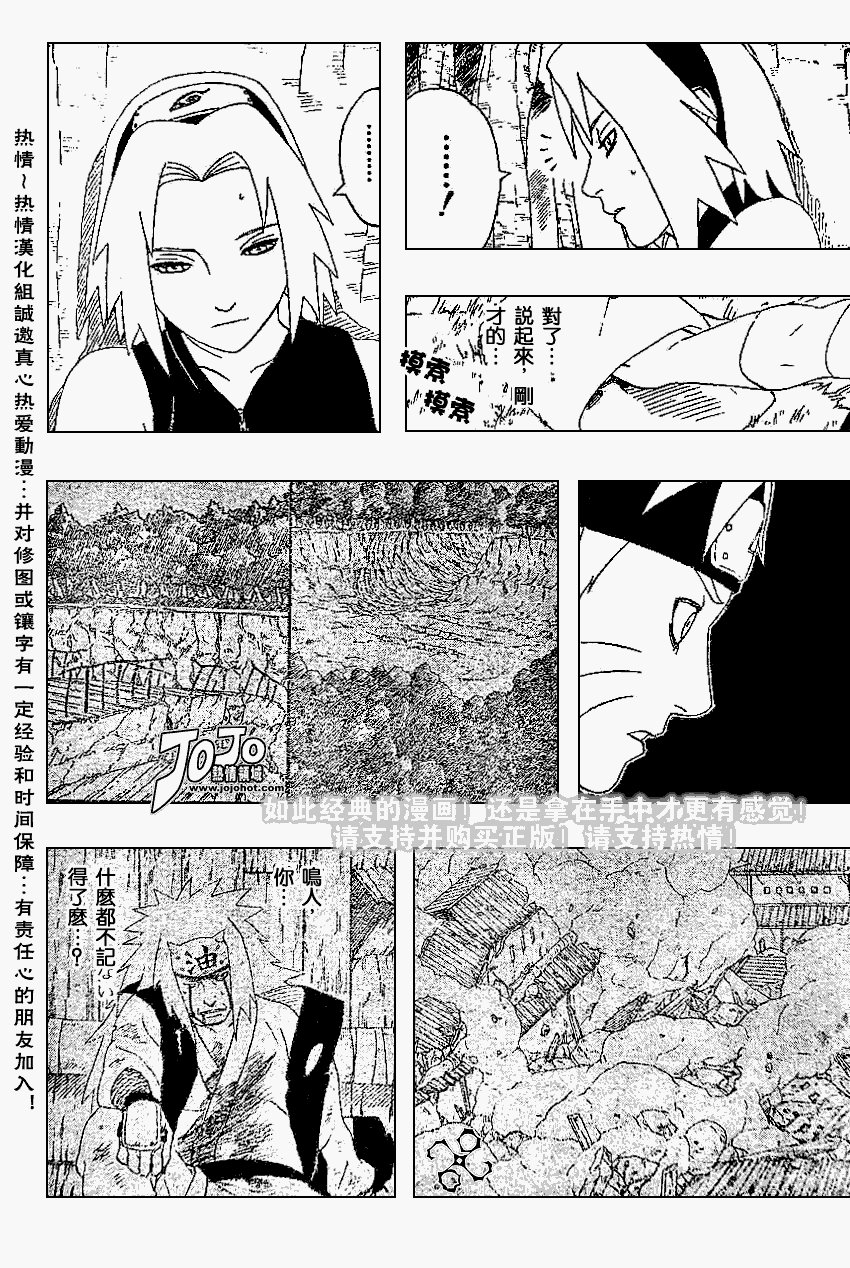 …………！
…………
對了……
説起來，剛
才的…
摸索
摸索
JOJO
熱情領域
www.jojohot.com
如此经典的漫画！还是拿在手中才更有感觉！
请支持并购买正版！请支持热情！
鳴人，
你…
什麼都不記
得了麼…？
油
热情～热情漢化組誠邀真心热爱動漫…并对修图或镶字有一定经验和时间保障…有责任心的朋友加入！